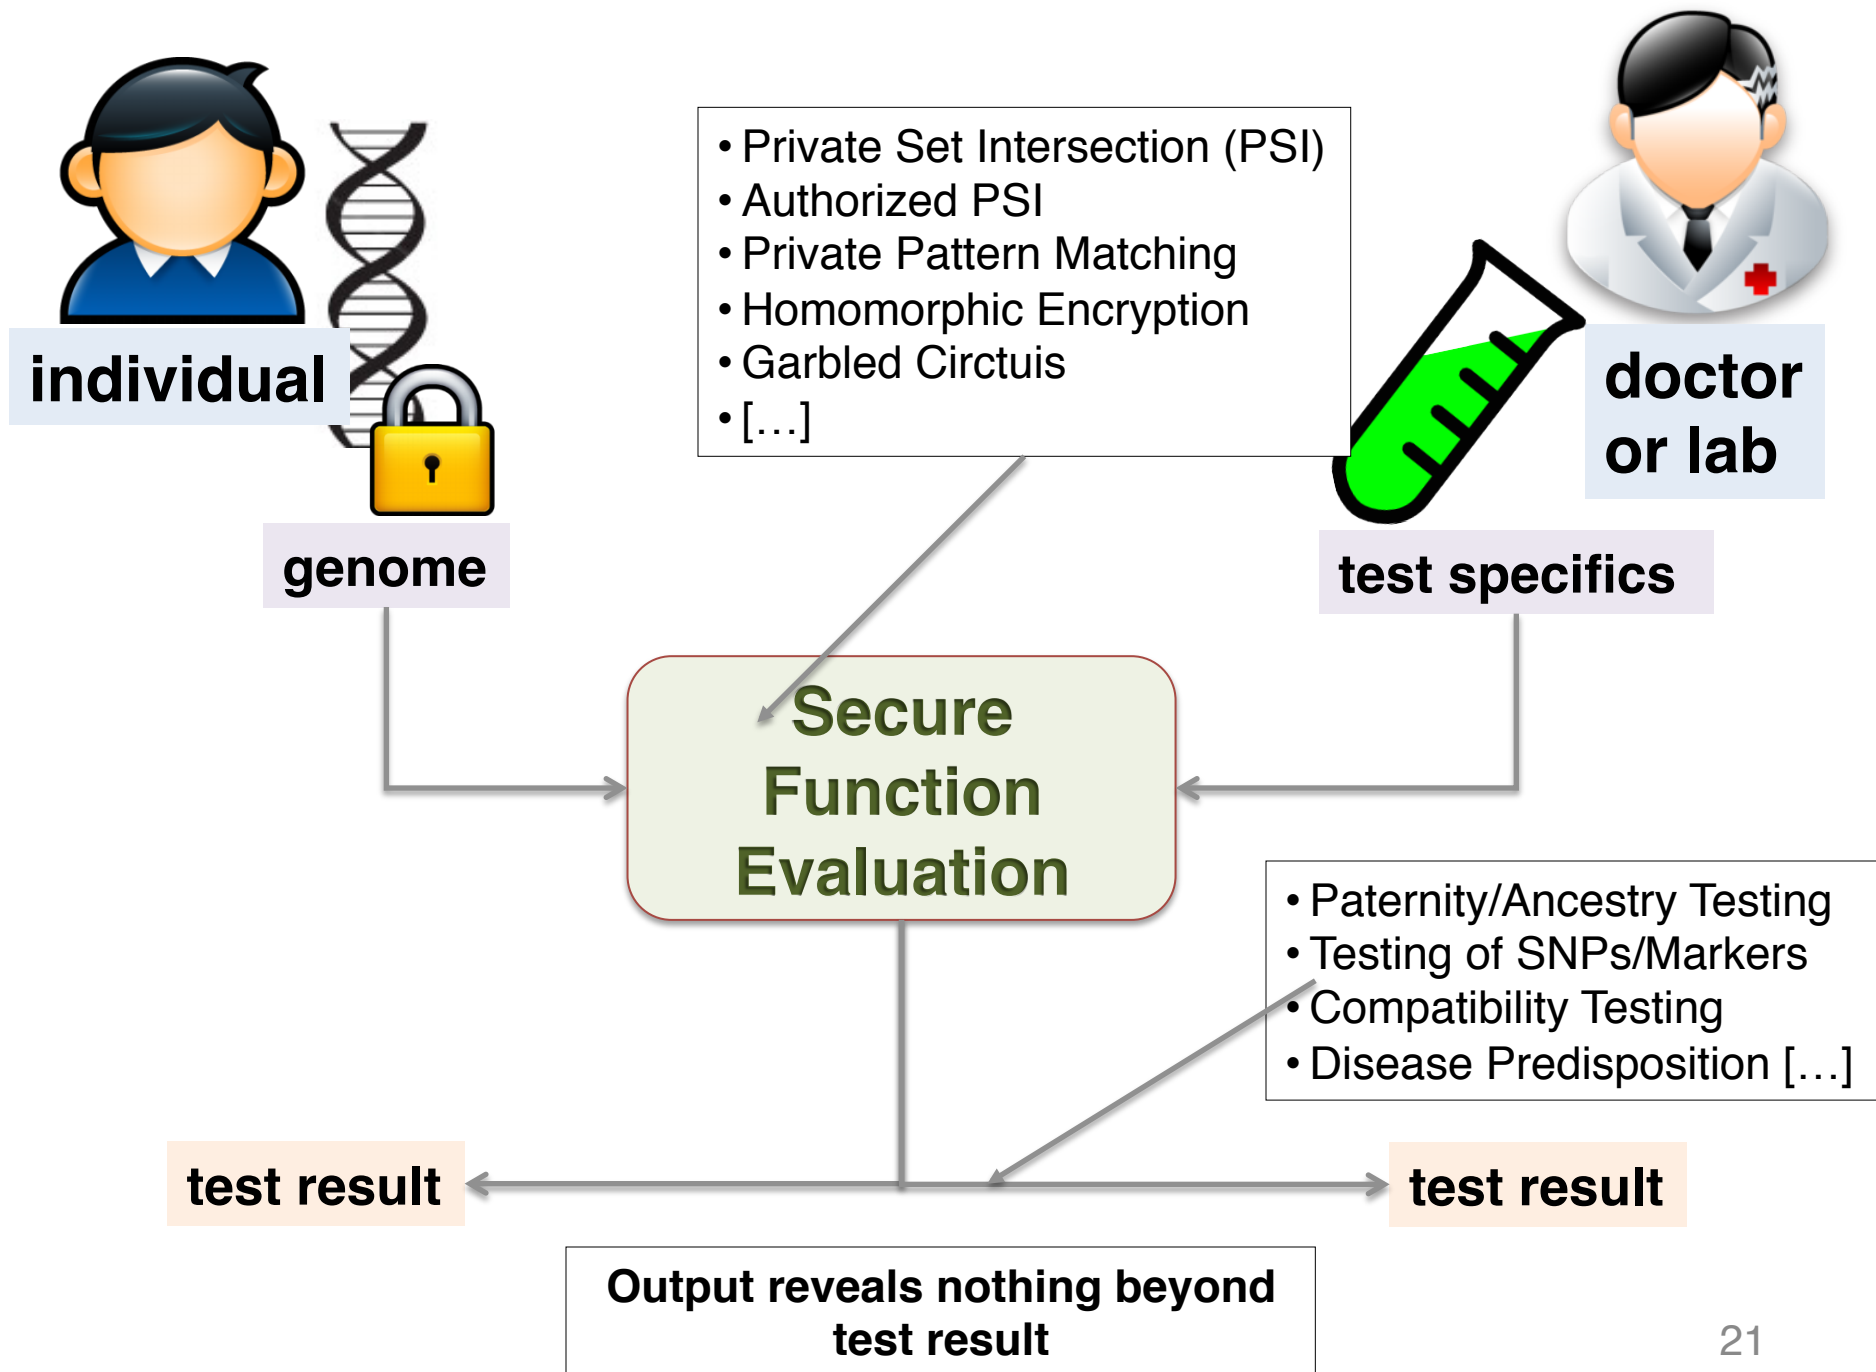 individual
genome
• Private Set Intersection (PSI)
• Authorized PSI
• Private Pattern Matching
• Homomorphic Encryption
• Garbled Circtuis
• […]
doctor
or lab
test specifics
Secure
Function
Evaluation
• Paternity/Ancestry Testing
• Testing of SNPs/Markers
• Compatibility Testing
• Disease Predisposition […]
test result
test result
Output reveals nothing beyond
test result
21